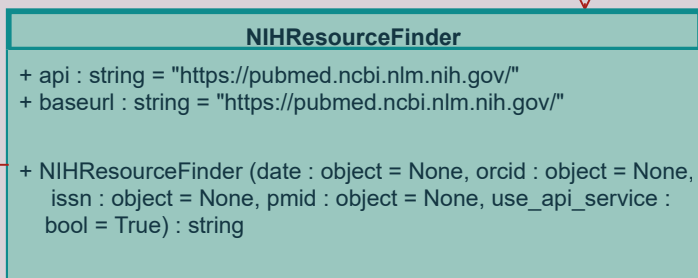 NIHResourceFinder
+ api : string = "https://pubmed.ncbi.nlm.nih.gov/"
+ baseurl : string = "https://pubmed.ncbi.nlm.nih.gov/"
+ NIHResourceFinder (date : object = None, orcid : object = None,
issn : object = None, pmid : object = None, use_api_service :
bool = True) : string